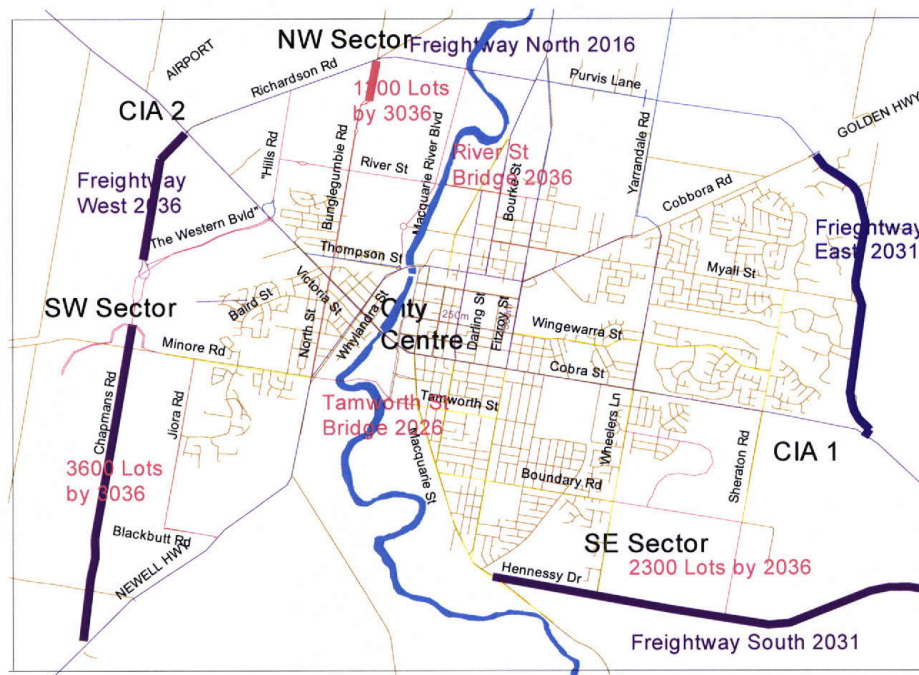 NW Sector
Freightway North 2016
AIRPORT
Richardson Rd
Purvis Lane
1100 Lots
by 3036
CIA 2
GOLDEN HWY
"Hills Rd
Bunglegumbie Rd
Macquarie River Blvd
River St
River St
Bridge 2036
Bourke St
Yarrandale Rd
Cobbora Rd
Freightway
West 2036
The Western Bvld"
Frieghtway
East 2031
Thompson St
Myall St
SW Sector
Baird St
Victoria St
Whylandra St
North St
City
Centre
250m
Darling St
Fitzroy St
Wingewarra St
Minore Rd
Cobra St
Jiora Rd
Chapmans Rd
Tamworth St
Bridge 2026
Tamworth St
Macquarie St
Wheelers Ln
Sheraton Rd
CIA 1
3600 Lots
by 3036
Boundary Rd
Blackbutt Rd
NEWELL HWY
SE Sector
2300 Lots by 2036
Hennessy Dr
Freightway South 2031